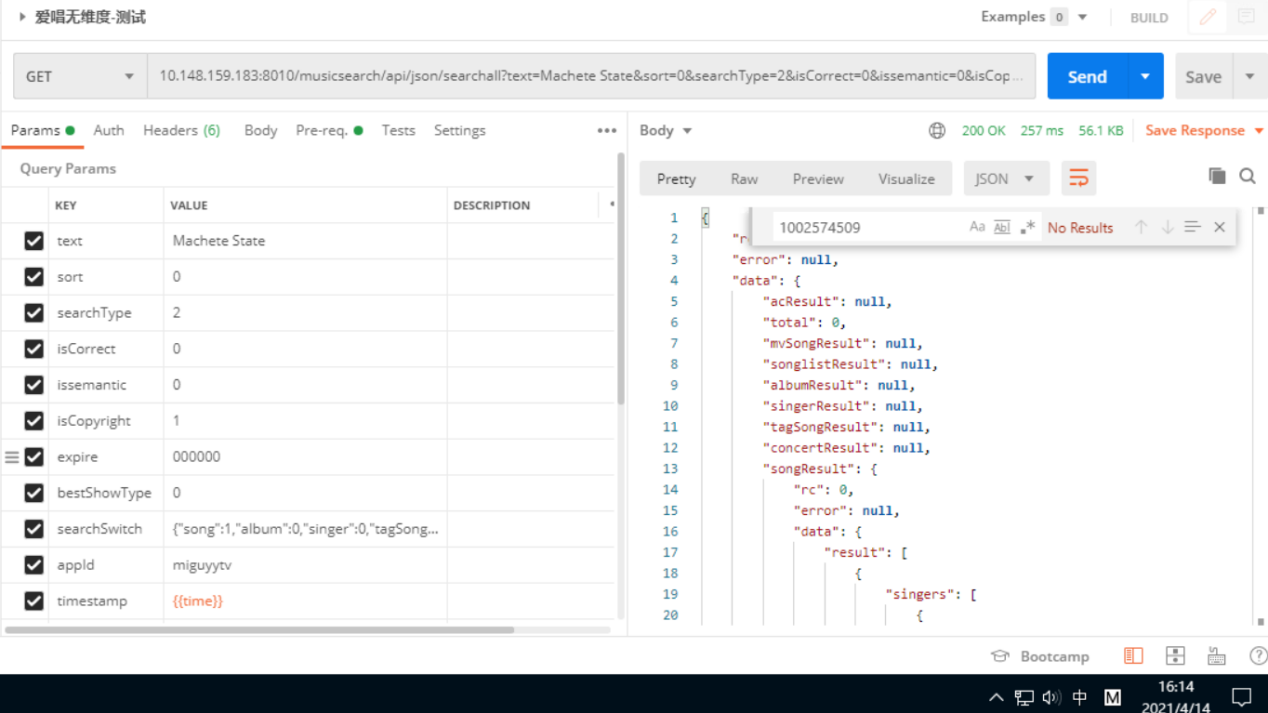 爱唱无维度-测试
Examples 0
BUILD
GET
10.148.159.183:8010/musicsearch/api/json/searchall?text=Machete State&sort=0&searchType=2&isCorrect=0&issemantic=0&isCop...
Send
Save
Params Auth Headers (6) Body Pre-req. Tests Settings
Query Params
KEY VALUE DESCRIPTION
text Machete State
sort 0
searchType 2
isCorrect 0
issemantic 0
isCopyright 1
expire 000000
bestShowType 0
searchSwitch {"song":1,"album":0,"singer":0,"tagSong...
appId miguyytv
timestamp {{time}}
Body 200 OK 257 ms 56.1 KB Save Response
Pretty Raw Preview Visualize JSON
1002574509 Aa Abl .* No Results
1 {
2 "r
3 "error": null,
4 "data": {
5 "acResult": null,
6 "total": 0,
7 "mvSongResult": null,
8 "songlistResult": null,
9 "albumResult": null,
10 "singerResult": null,
11 "tagSongResult": null,
12 "concertResult": null,
13 "songResult": {
14 "rc": 0,
15 "error": null,
16 "data": {
17 "result": [
18 {
19 "singers": [
20 {
Bootcamp
中 M 16:14
2021/4/14